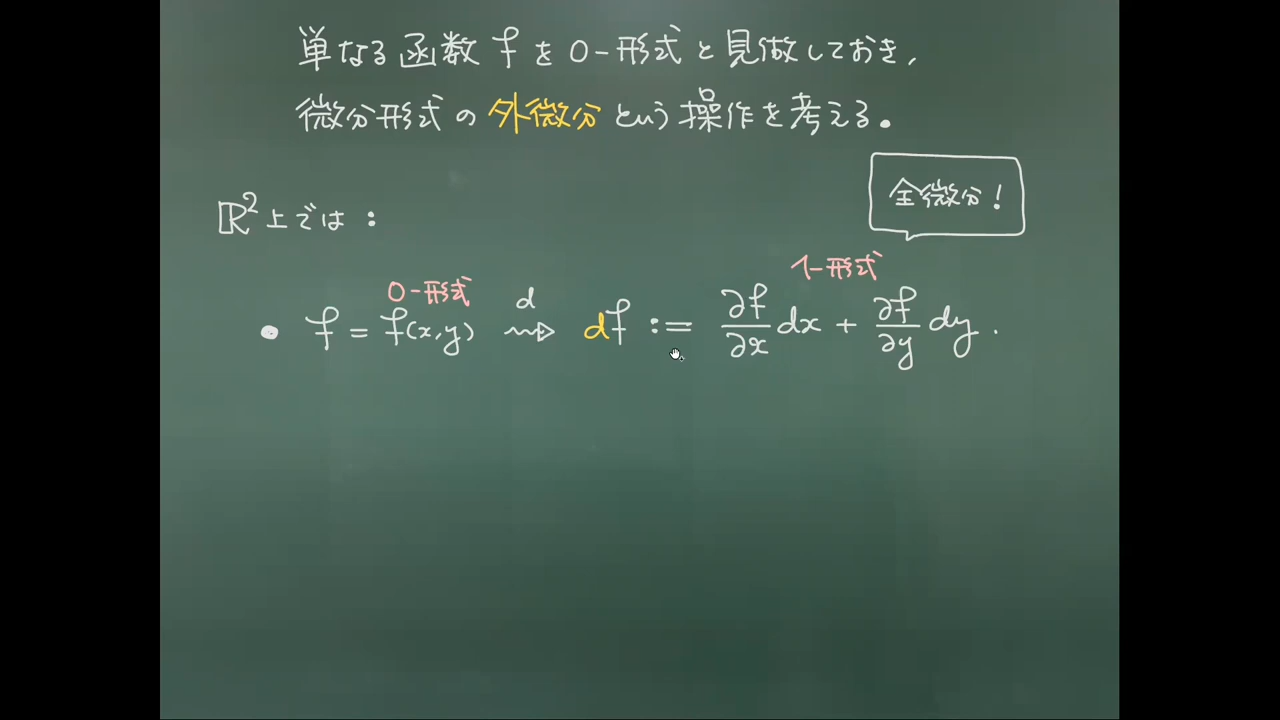 単なる函数 f を 0-形式と見做しておき,
微分形式の外微分という操作を考える。
全微分!
ℝ²上では:
0-形式
1-形式
• f = f(x,y) d ⇝ df := ∂f/∂x dx + ∂f/∂y dy.